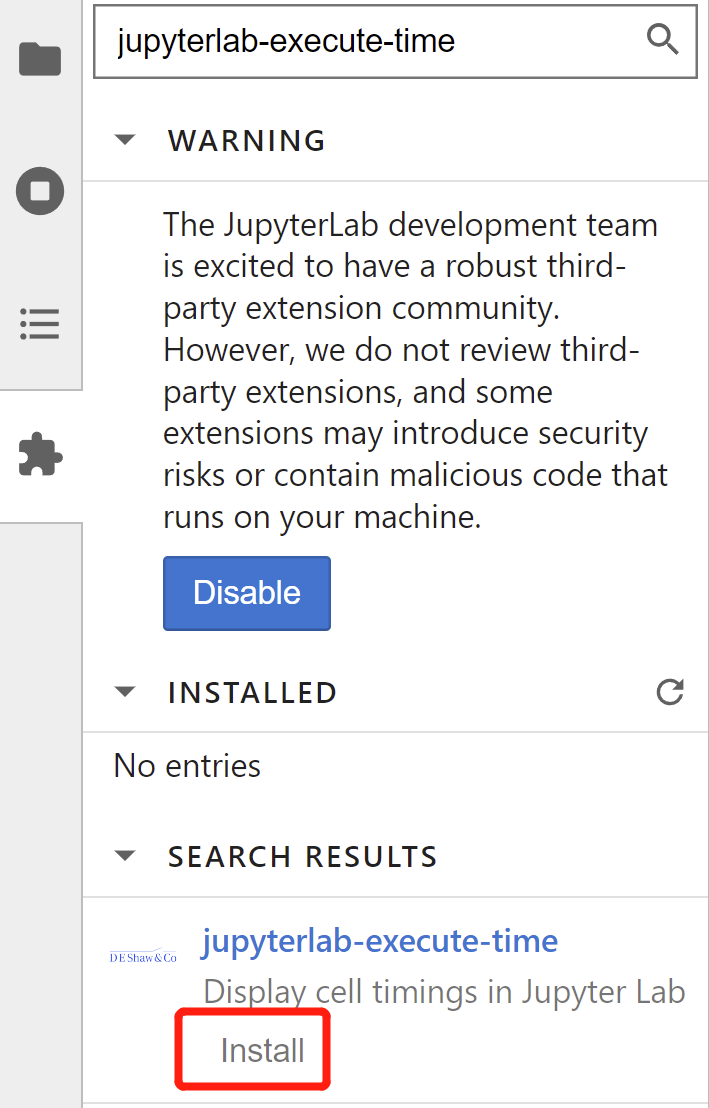 jupyterlab-execute-time
WARNING
The JupyterLab development team
is excited to have a robust third-
party extension community.
However, we do not review third-
party extensions, and some
extensions may introduce security
risks or contain malicious code that
runs on your machine.
Disable
INSTALLED
No entries
SEARCH RESULTS
jupyterlab-execute-time
DEShaw&Co
Display cell timings in Jupyter Lab
Install